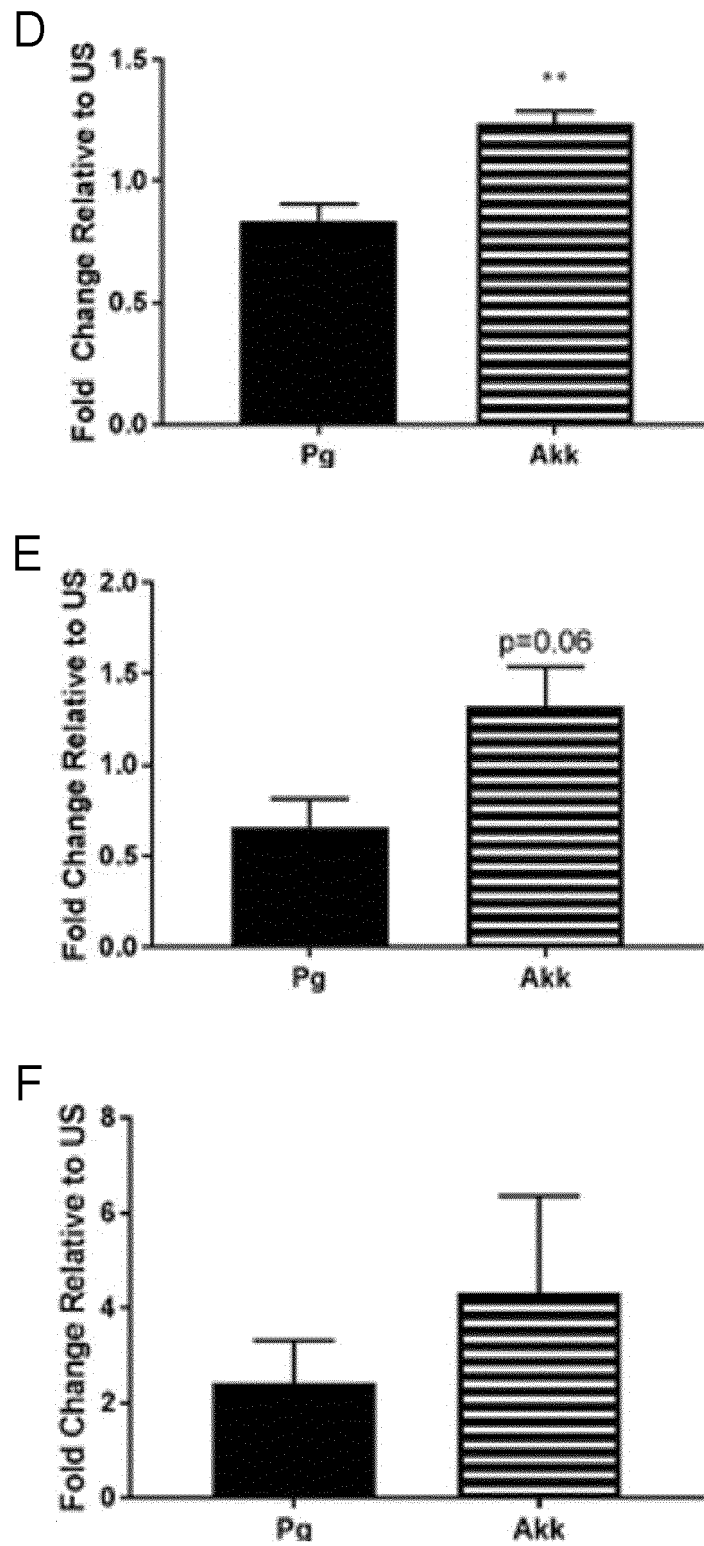 D
Fold Change Relative to US
1.5
**
1.0
0.5
0.0
Pg
Akk
E
Fold Change Relative to US
2.0
p=0.06
1.5
1.0
0.5
0.0
Pg
Akk
F
Fold Change Relative to US
8
6
4
2
0
Pg
Akk